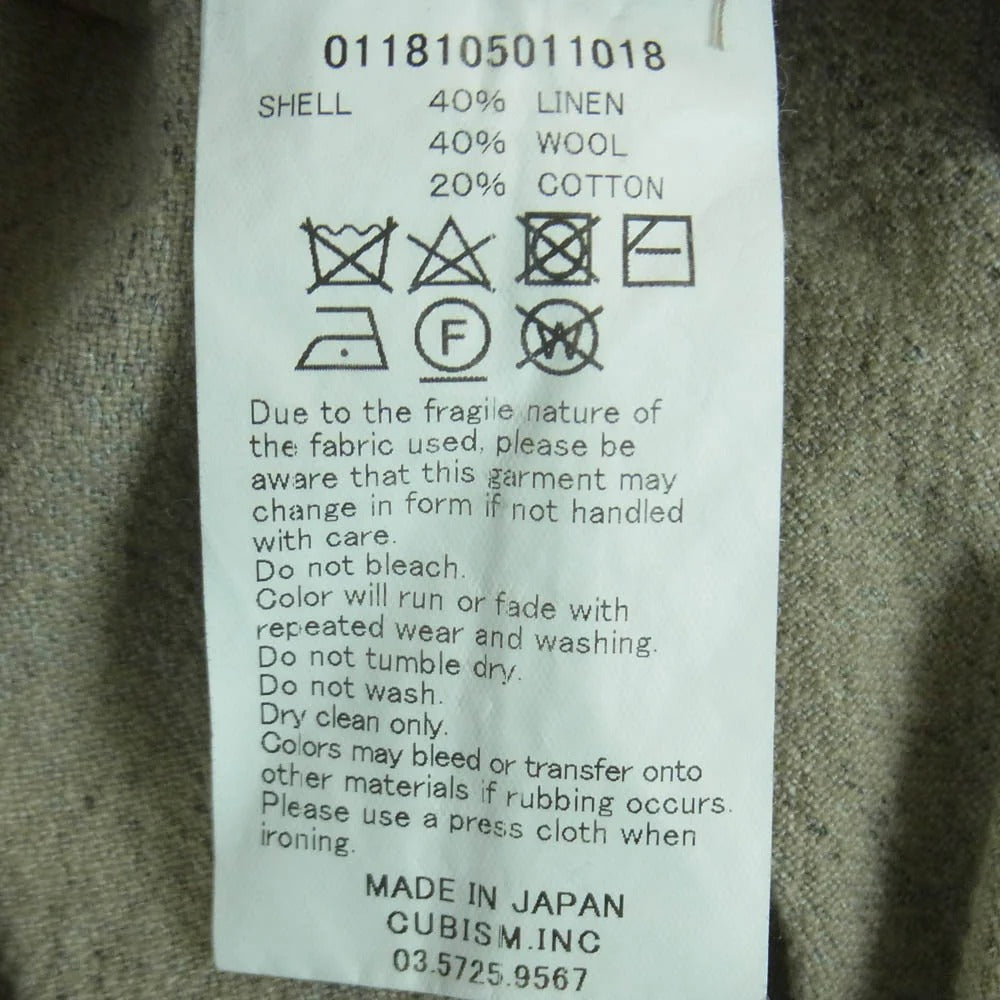 0118105011018
SHELL 40% LINEN
40% WOOL
20% COTTON
F
W
Due to the fragile nature of
the fabric used, please be
aware that this garment may
change in form if not handled
with care.
Do not bleach.
Color will run or fade with
repeated wear and washing.
Do not tumble dry.
Do not wash.
Dry clean only.
Colors may bleed or transfer onto
other materials if rubbing occurs.
Please use a press cloth when
ironing.
MADE IN JAPAN
CUBISM.INC
03.5725.9567